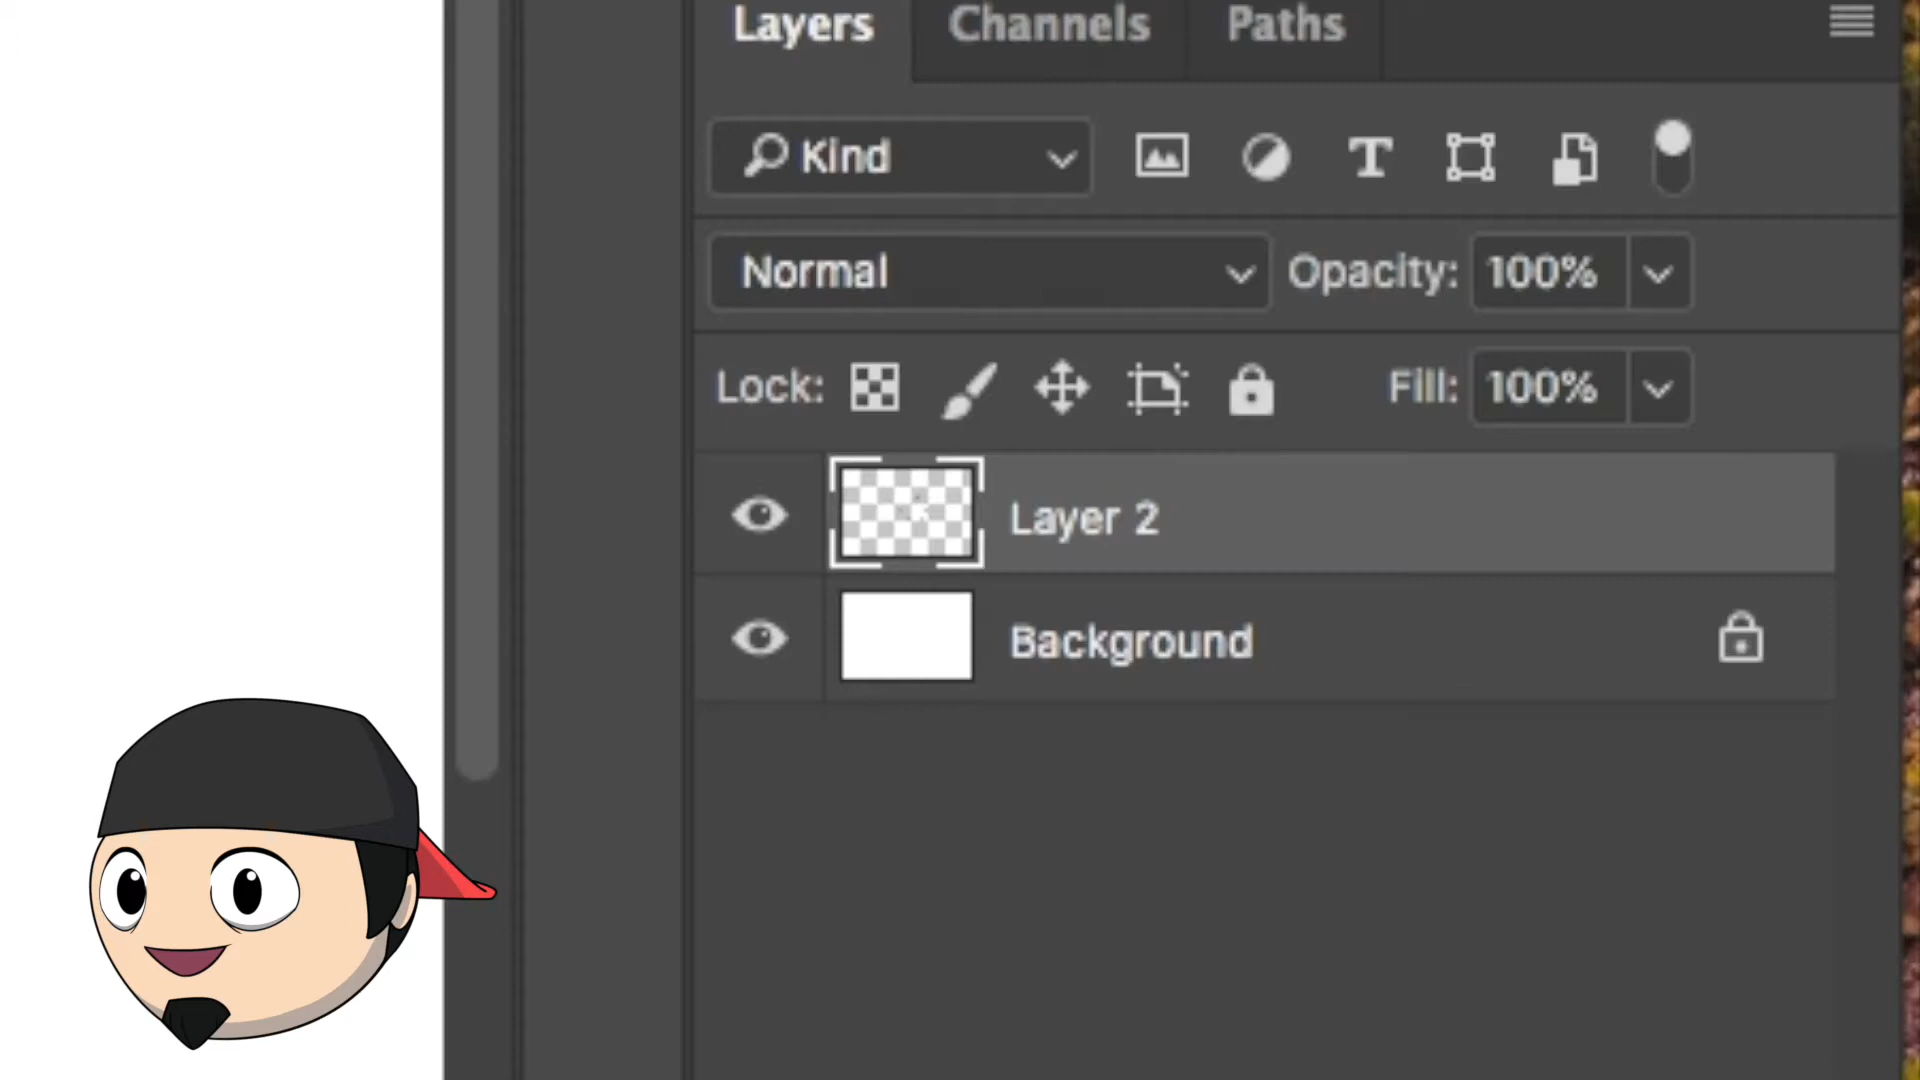 Layers Channels Paths
Kind
Normal Opacity: 100%
Lock: Fill: 100%
Layer 2
Background